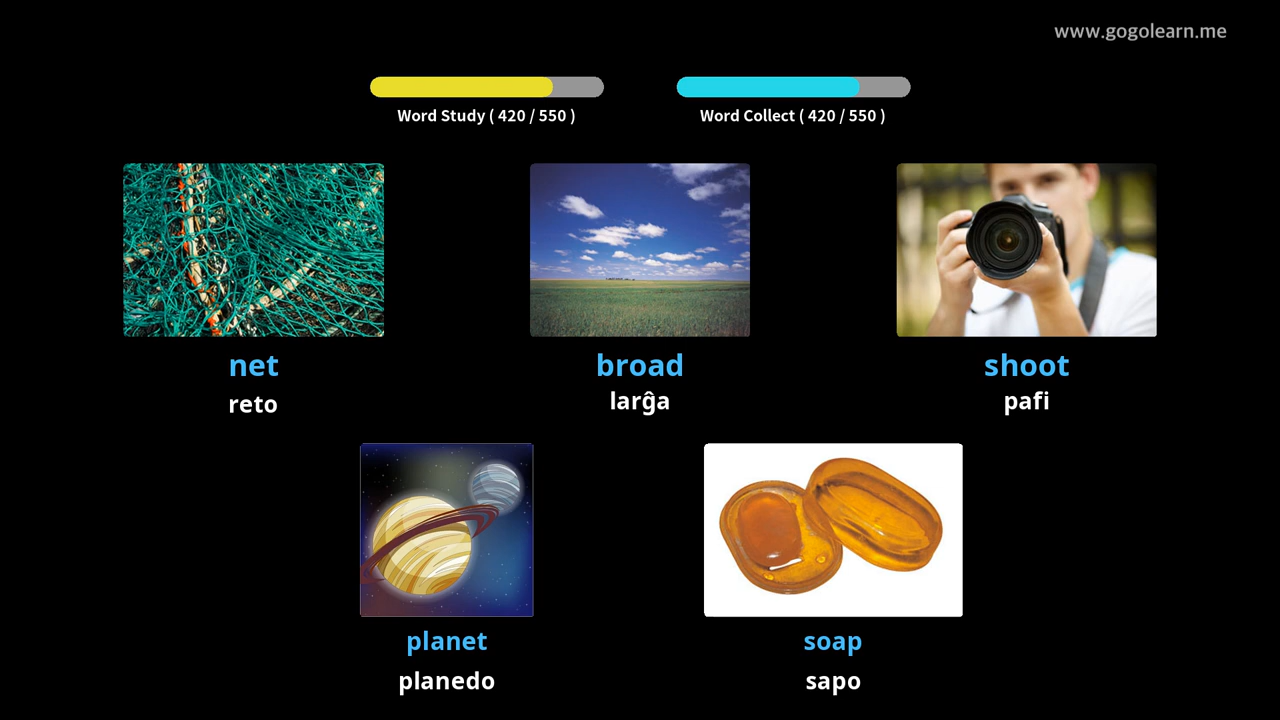 www.gogolearn.me
Word Study ( 420 / 550 )
Word Collect ( 420 / 550 )
net
reto
broad
larĝa
shoot
pafi
planet
planedo
soap
sapo